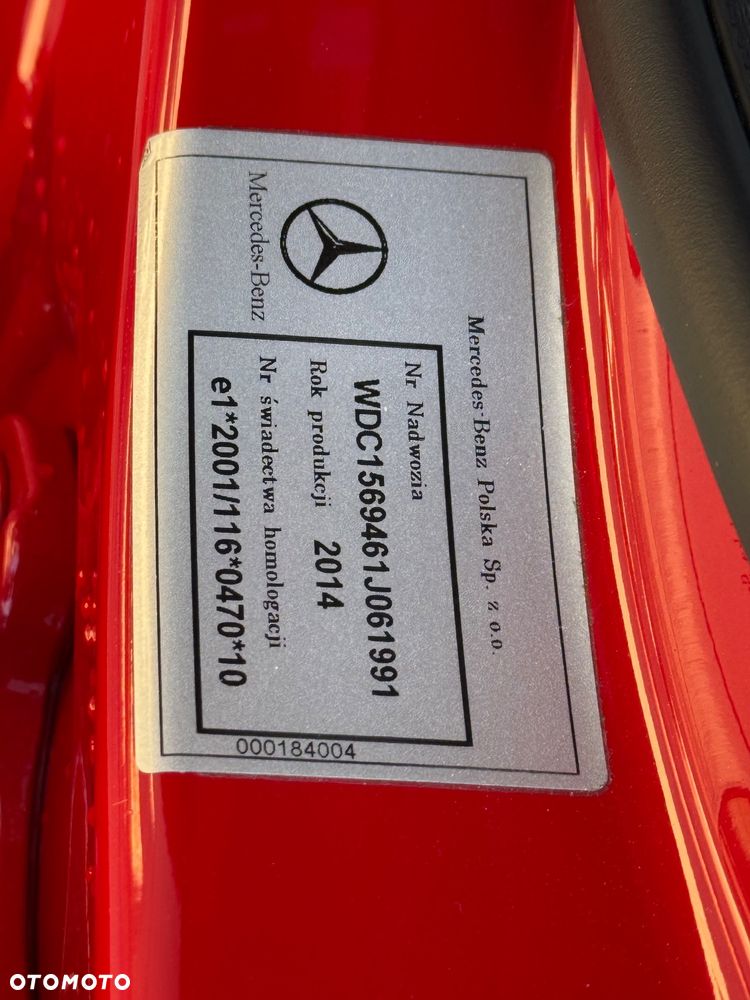 Mercedes-Benz Polska Sp. z o.o.
Mercedes-Benz
Nr Nadwozia
WDC1569461J061991
Rok produkcji 2014
Nr świadectwa homologacji
e1*2001/116*0470*10
000184004
OTOMOTO